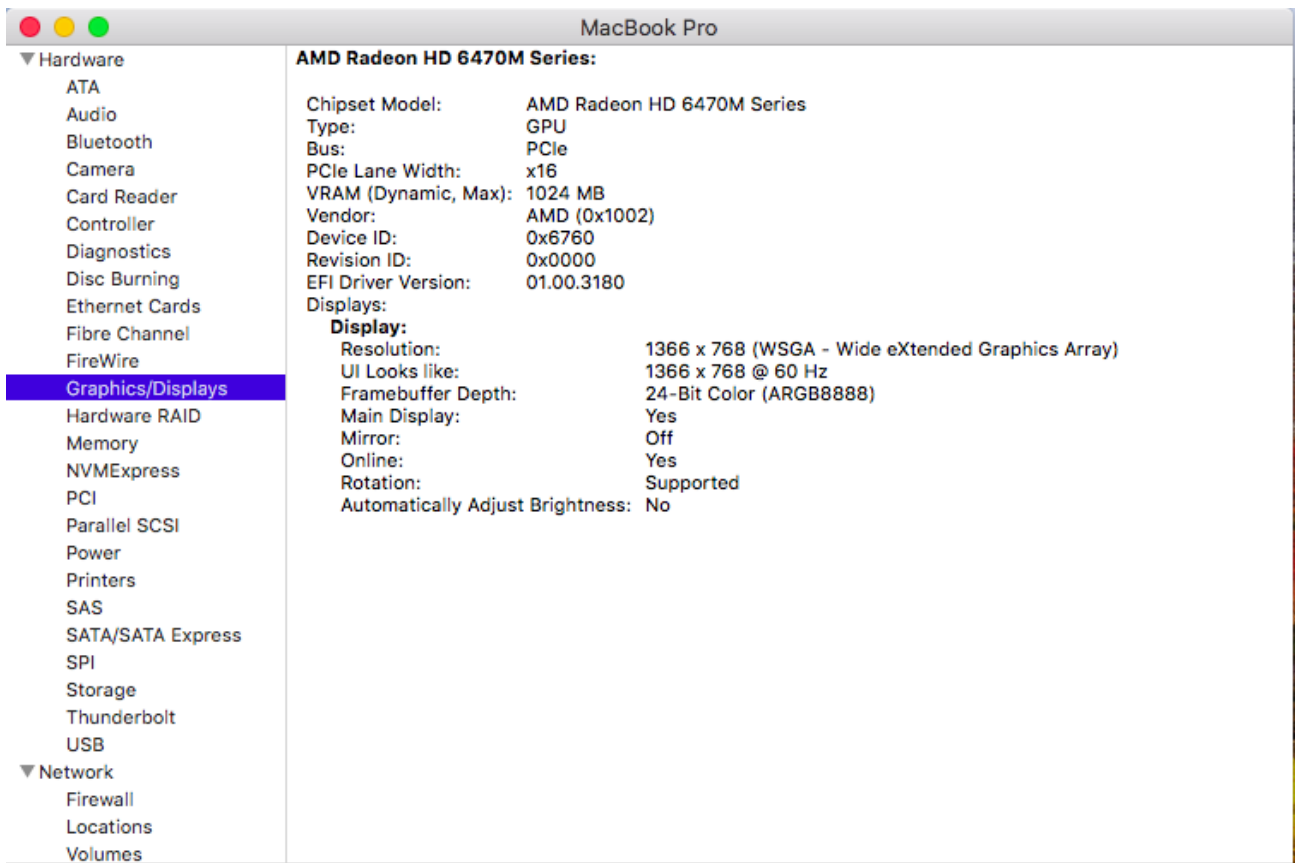 MacBook Pro
Hardware
ATA
Audio
Bluetooth
Camera
Card Reader
Controller
Diagnostics
Disc Burning
Ethernet Cards
Fibre Channel
FireWire
Graphics/Displays
Hardware RAID
Memory
NVMExpress
PCI
Parallel SCSI
Power
Printers
SAS
SATA/SATA Express
SPI
Storage
Thunderbolt
USB
Network
Firewall
Locations
Volumes
AMD Radeon HD 6470M Series:
Chipset Model: AMD Radeon HD 6470M Series
Type: GPU
Bus: PCIe
PCIe Lane Width: x16
VRAM (Dynamic, Max): 1024 MB
Vendor: AMD (0x1002)
Device ID: 0x6760
Revision ID: 0x0000
EFI Driver Version: 01.00.3180
Displays:
Display:
Resolution: 1366 x 768 (WSGA - Wide eXtended Graphics Array)
UI Looks like: 1366 x 768 @ 60 Hz
Framebuffer Depth: 24-Bit Color (ARGB8888)
Main Display: Yes
Mirror: Off
Online: Yes
Rotation: Supported
Automatically Adjust Brightness: No